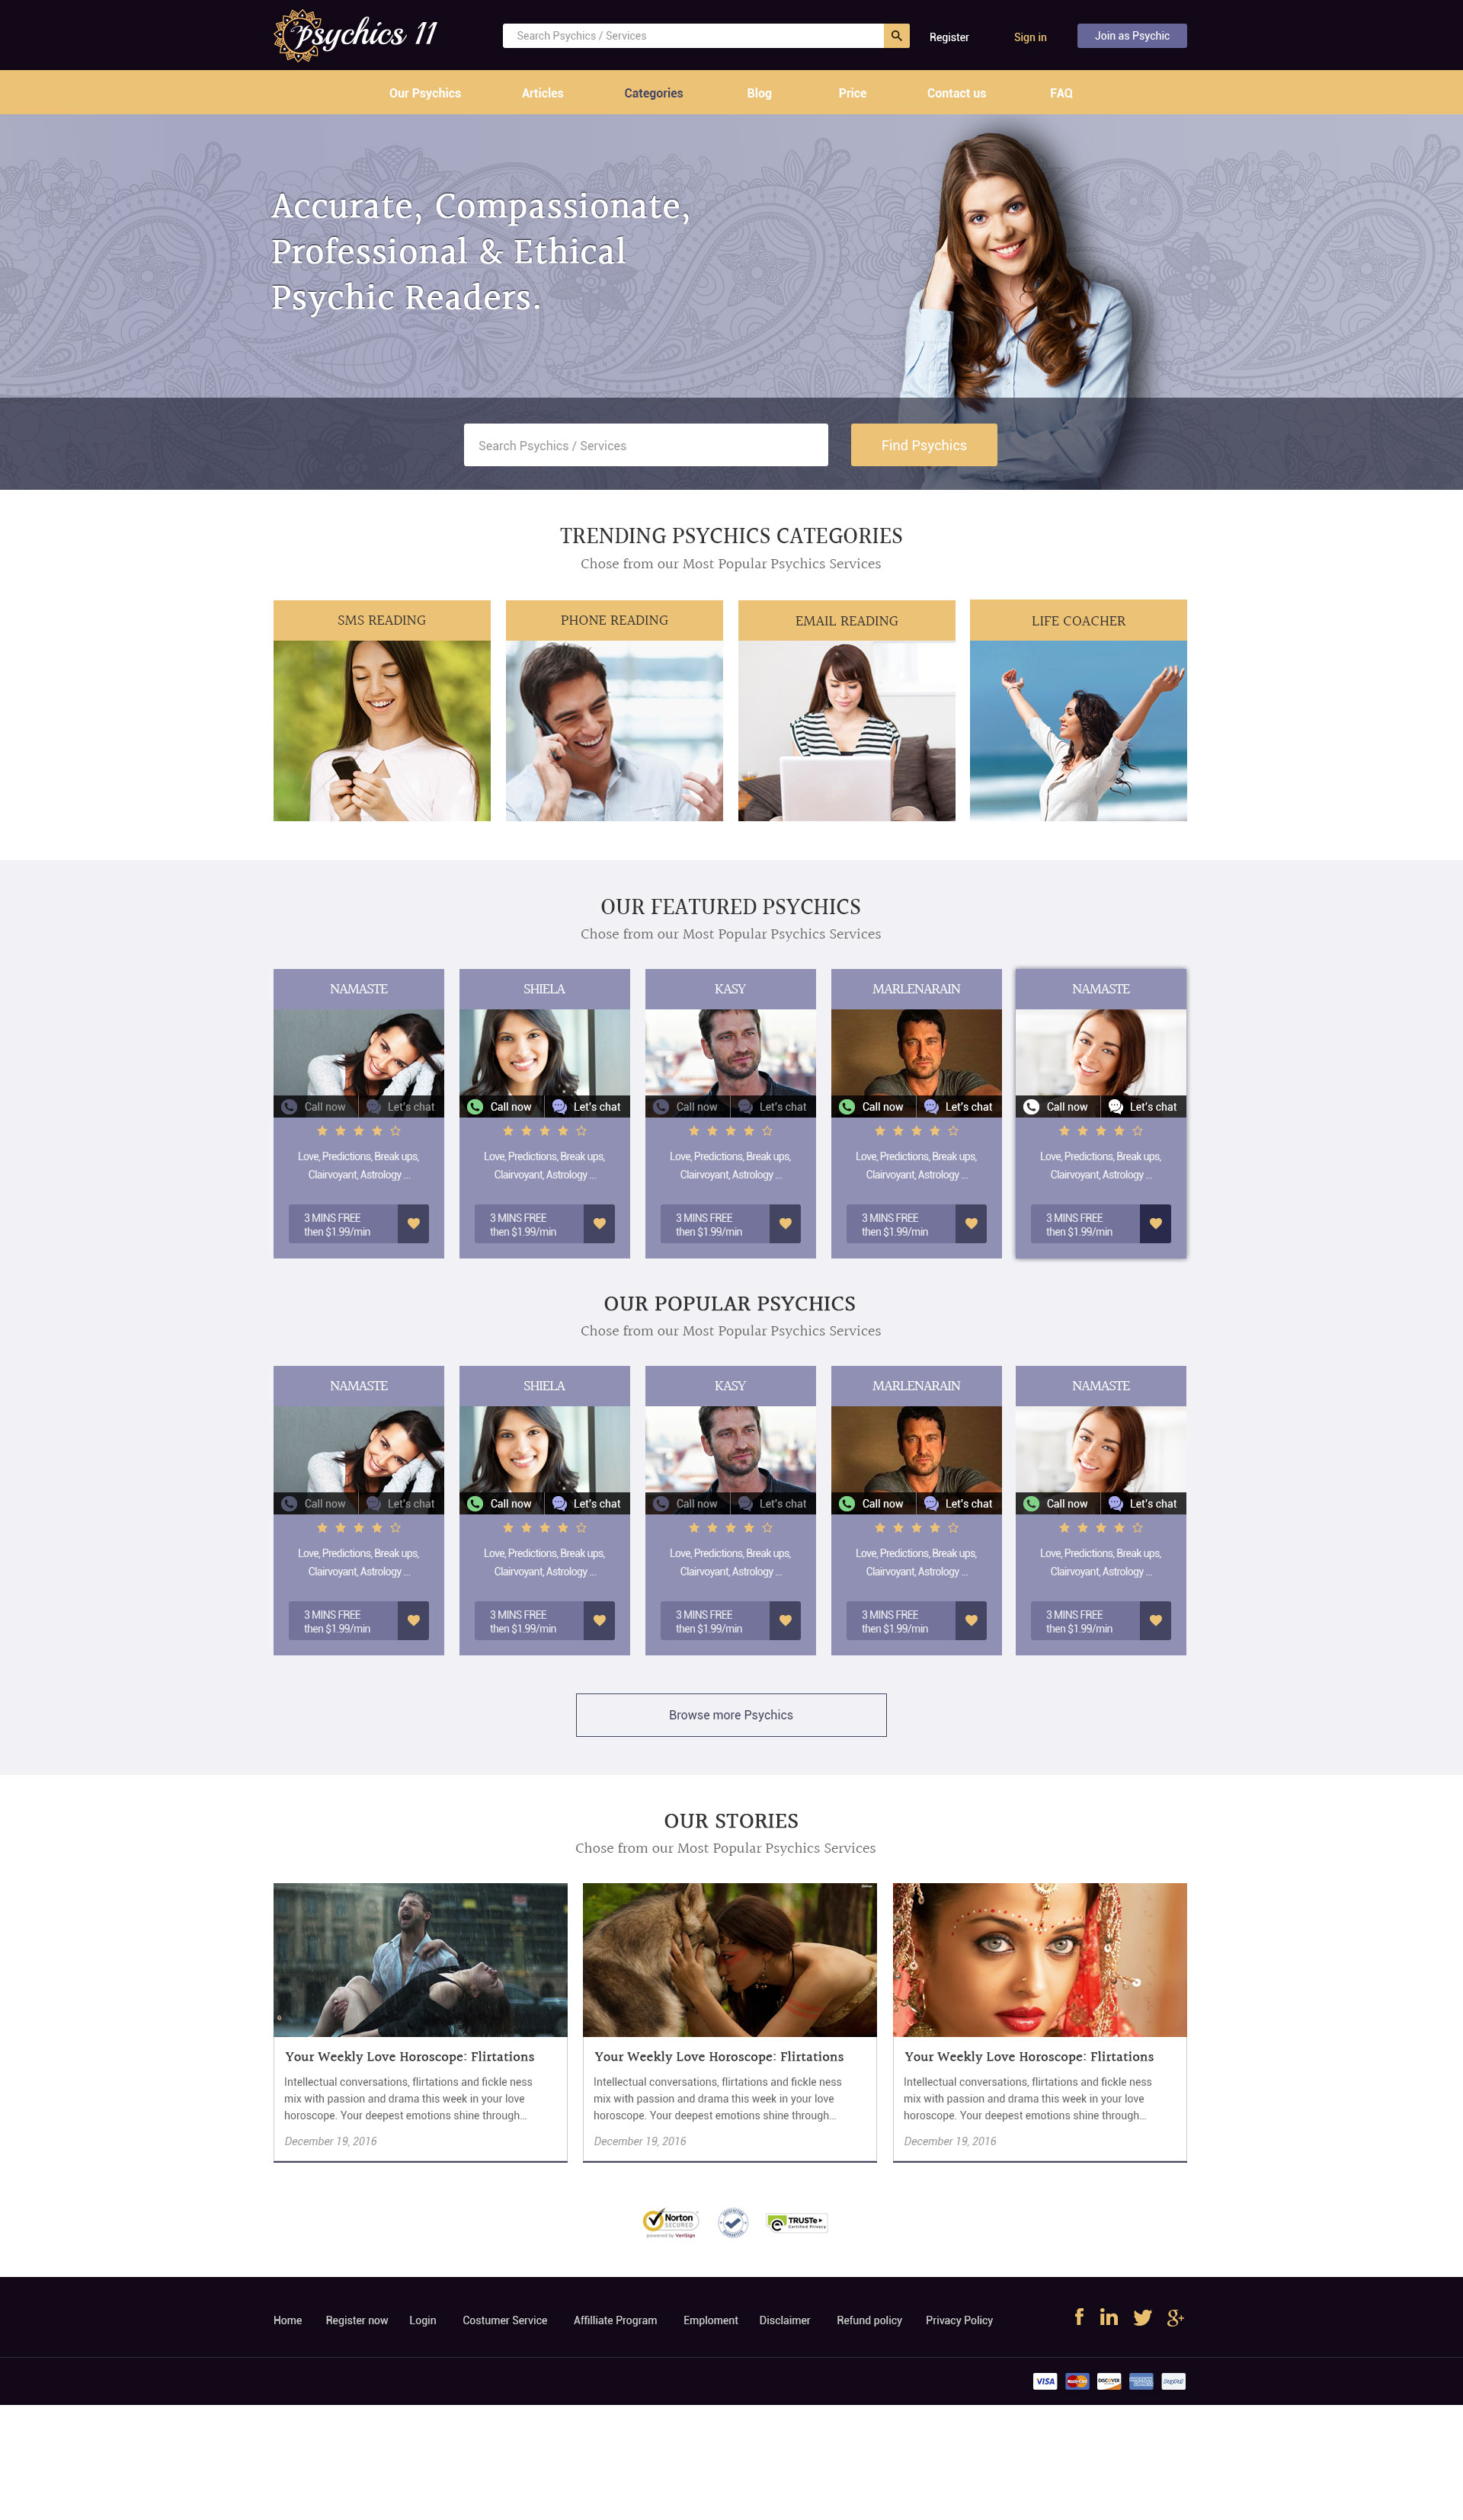 Psychics 11
Search Psychics / Services
Register
Sign in
Join as Psychic
Our Psychics
Articles
Categories
Blog
Price
Contact us
FAQ
Accurate, Compassionate,
Professional & Ethical
Psychic Readers.
Search Psychics / Services
Find Psychics
TRENDING PSYCHICS CATEGORIES
Chose from our Most Popular Psychics Services
SMS READING
PHONE READING
EMAIL READING
LIFE COACHER
OUR FEATURED PSYCHICS
Chose from our Most Popular Psychics Services
NAMASTE
Call now
Let's chat
Love, Predictions, Break ups,
Clairvoyant, Astrology ...
3 MINS FREE
then $1.99/min
SHIELA
Call now
Let's chat
Love, Predictions, Break ups,
Clairvoyant, Astrology ...
3 MINS FREE
then $1.99/min
KASY
Call now
Let's chat
Love, Predictions, Break ups,
Clairvoyant, Astrology ...
3 MINS FREE
then $1.99/min
MARLENARAIN
Call now
Let's chat
Love, Predictions, Break ups,
Clairvoyant, Astrology ...
3 MINS FREE
then $1.99/min
NAMASTE
Call now
Let's chat
Love, Predictions, Break ups,
Clairvoyant, Astrology ...
3 MINS FREE
then $1.99/min
OUR POPULAR PSYCHICS
Chose from our Most Popular Psychics Services
NAMASTE
Call now
Let's chat
Love, Predictions, Break ups,
Clairvoyant, Astrology ...
3 MINS FREE
then $1.99/min
SHIELA
Call now
Let's chat
Love, Predictions, Break ups,
Clairvoyant, Astrology ...
3 MINS FREE
then $1.99/min
KASY
Call now
Let's chat
Love, Predictions, Break ups,
Clairvoyant, Astrology ...
3 MINS FREE
then $1.99/min
MARLENARAIN
Call now
Let's chat
Love, Predictions, Break ups,
Clairvoyant, Astrology ...
3 MINS FREE
then $1.99/min
NAMASTE
Call now
Let's chat
Love, Predictions, Break ups,
Clairvoyant, Astrology ...
3 MINS FREE
then $1.99/min
Browse more Psychics
OUR STORIES
Chose from our Most Popular Psychics Services
Your Weekly Love Horoscope: Flirtations
Intellectual conversations, flirtations and fickle ness
mix with passion and drama this week in your love
horoscope. Your deepest emotions shine through...
December 19, 2016
Your Weekly Love Horoscope: Flirtations
Intellectual conversations, flirtations and fickle ness
mix with passion and drama this week in your love
horoscope. Your deepest emotions shine through...
December 19, 2016
Your Weekly Love Horoscope: Flirtations
Intellectual conversations, flirtations and fickle ness
mix with passion and drama this week in your love
horoscope. Your deepest emotions shine through...
December 19, 2016
Norton
SECURED
powered by VeriSign
TRUSTe
Certified Privacy
Home
Register now
Login
Costumer Service
Affilliate Program
Emploment
Disclaimer
Refund policy
Privacy Policy
f
in
g+
VISA
MasterCard
DISCOVER
PayPal